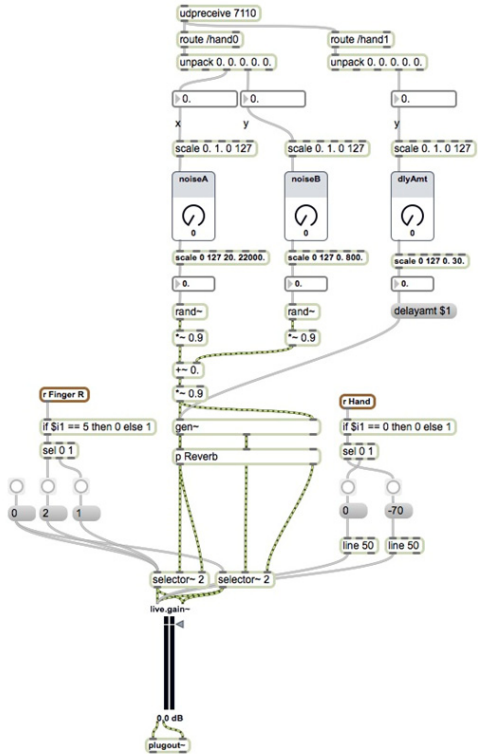 udpreceive 7110
route /hand0
route /hand1
unpack 0. 0. 0. 0. 0.
unpack 0. 0. 0. 0. 0.
0.
0.
0.
x
y
y
scale 0. 1. 0 127
scale 0. 1. 0 127
scale 0. 1. 0 127
noiseA
noiseB
dlyAmt
0
0
0
scale 0 127 20. 22000.
scale 0 127 0. 800.
scale 0 127 0. 30.
0.
0.
0.
rand~
rand~
delayamt $1
*~ 0.9
*~ 0.9
+~ 0.
*~ 0.9
r Finger R
r Hand
if $i1 == 5 then 0 else 1
gen~
if $i1 == 0 then 0 else 1
sel 0 1
sel 0 1
p Reverb
0
2
1
0
-70
line 50
line 50
selector~ 2
selector~ 2
live.gain~
0.0 dB
plugout~